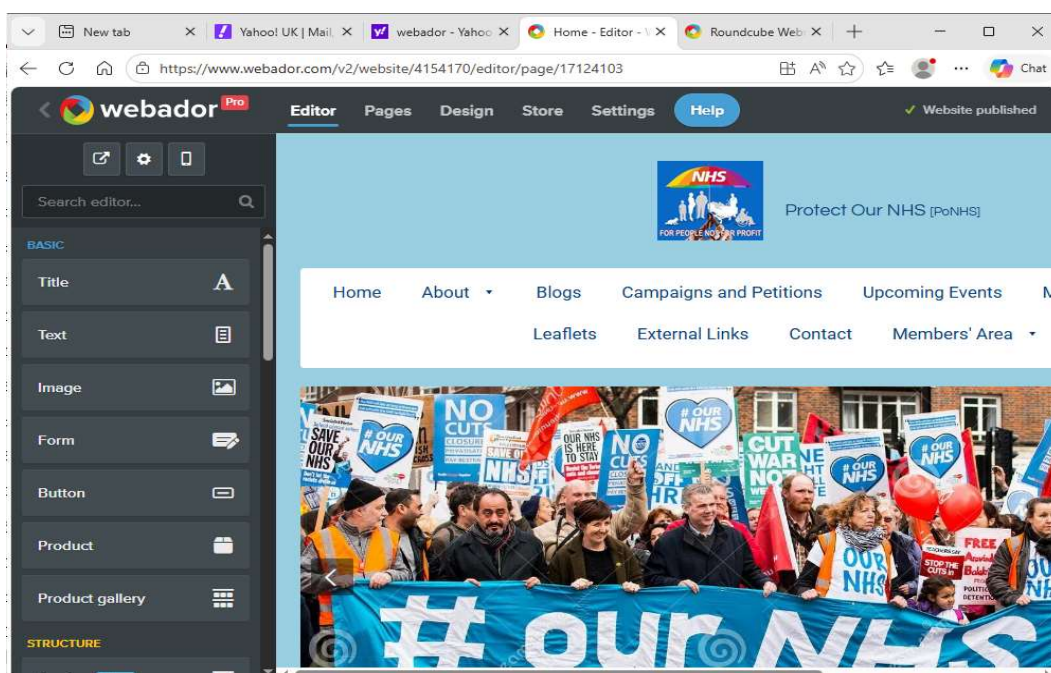 New tab
Yahoo! UK | Mail,
webador - Yahoo
Home - Editor -
Roundcube Web
https://www.webador.com/v2/website/4154170/editor/page/17124103
Chat
webador Pro
Editor Pages Design Store Settings Help
Website published
Search editor...
BASIC
Title
Text
Image
Form
Button
Product
Product gallery
STRUCTURE
NHS
FOR PEOPLE NOT FOR PROFIT
Protect Our NHS [PoNHS]
Home About Blogs Campaigns and Petitions Upcoming Events
Leaflets External Links Contact Members' Area
SAVE
OUR
NHS
# OUR
NHS
NO
CUTS
CLOSURE
SAVE
NHS
OUR NHS
IS HERE
TO STAY
NO
CUTS
# OUR
NHS
CUT
WAR
NOT
# OUR
NHS
# OUR
NHS
OUR
NHS
STOP THE
CUTS
FREE
# our NHS